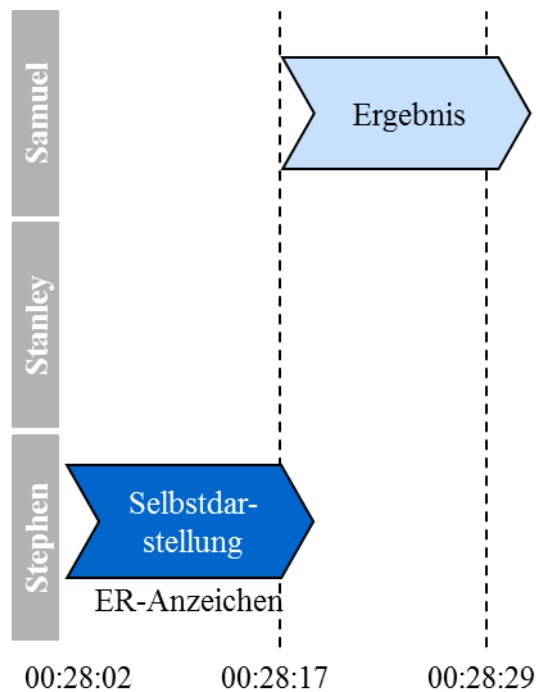 Samuel
Ergebnis
Stanley
Stephen
Selbstdar-
stellung
ER-Anzeichen
00:28:02 00:28:17 00:28:29